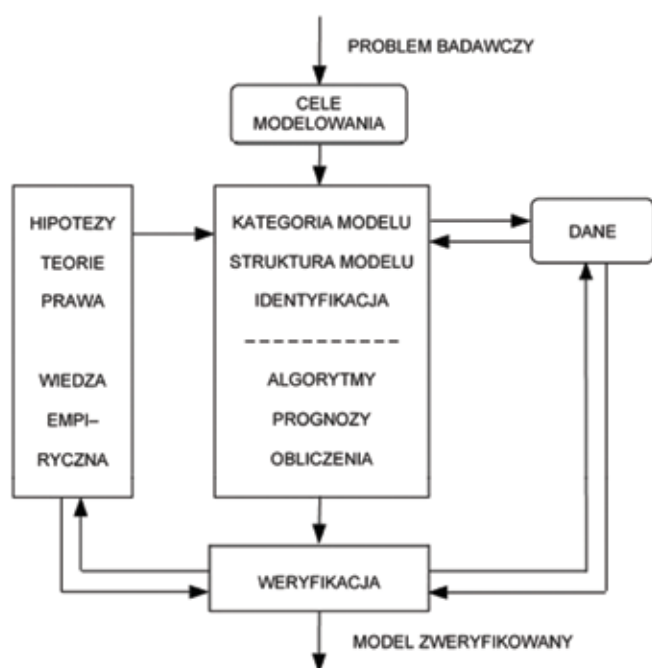 PROBLEM BADAWCZY
CELE
MODELOWANIA
HIPOTEZY
TEORIE
PRAWA
WIEDZA
EMPI–
RYCZNA
KATEGORIA MODELU
STRUKTURA MODELU
IDENTYFIKACJA
ALGORYTMY
PROGNOZY
OBLICZENIA
DANE
WERYFIKACJA
MODEL ZWERYFIKOWANY